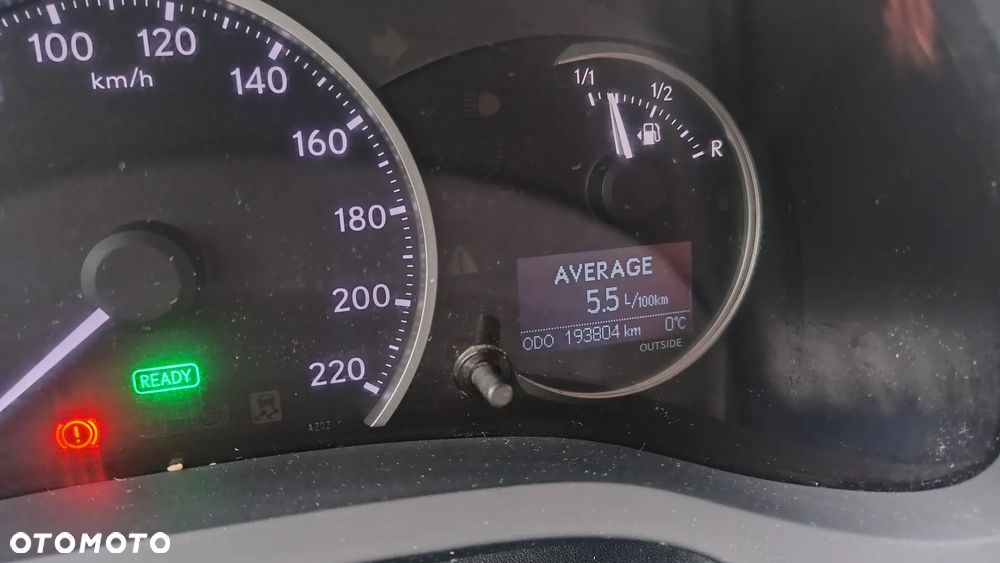 100
120
140
160
180
200
220
km/h
1/1
1/2
R
AVERAGE
5.5 L/100km
ODO 193804 km 0°C
OUTSIDE
READY
AZ02
OTOMOTO